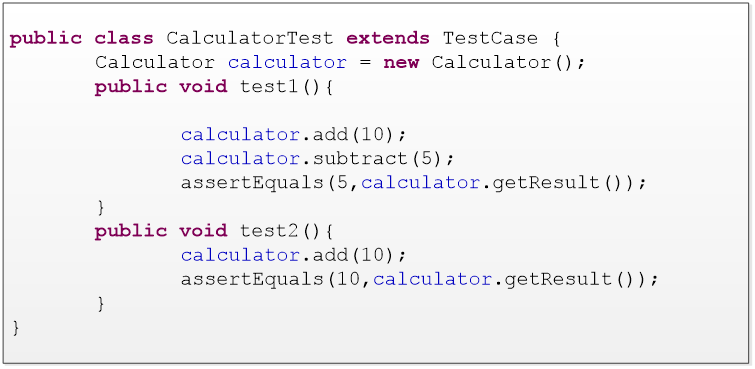 public class CalculatorTest extends TestCase {
Calculator calculator = new Calculator();
public void test1(){
calculator.add(10);
calculator.subtract(5);
assertEquals(5,calculator.getResult());
}
public void test2(){
calculator.add(10);
assertEquals(10,calculator.getResult());
}
}